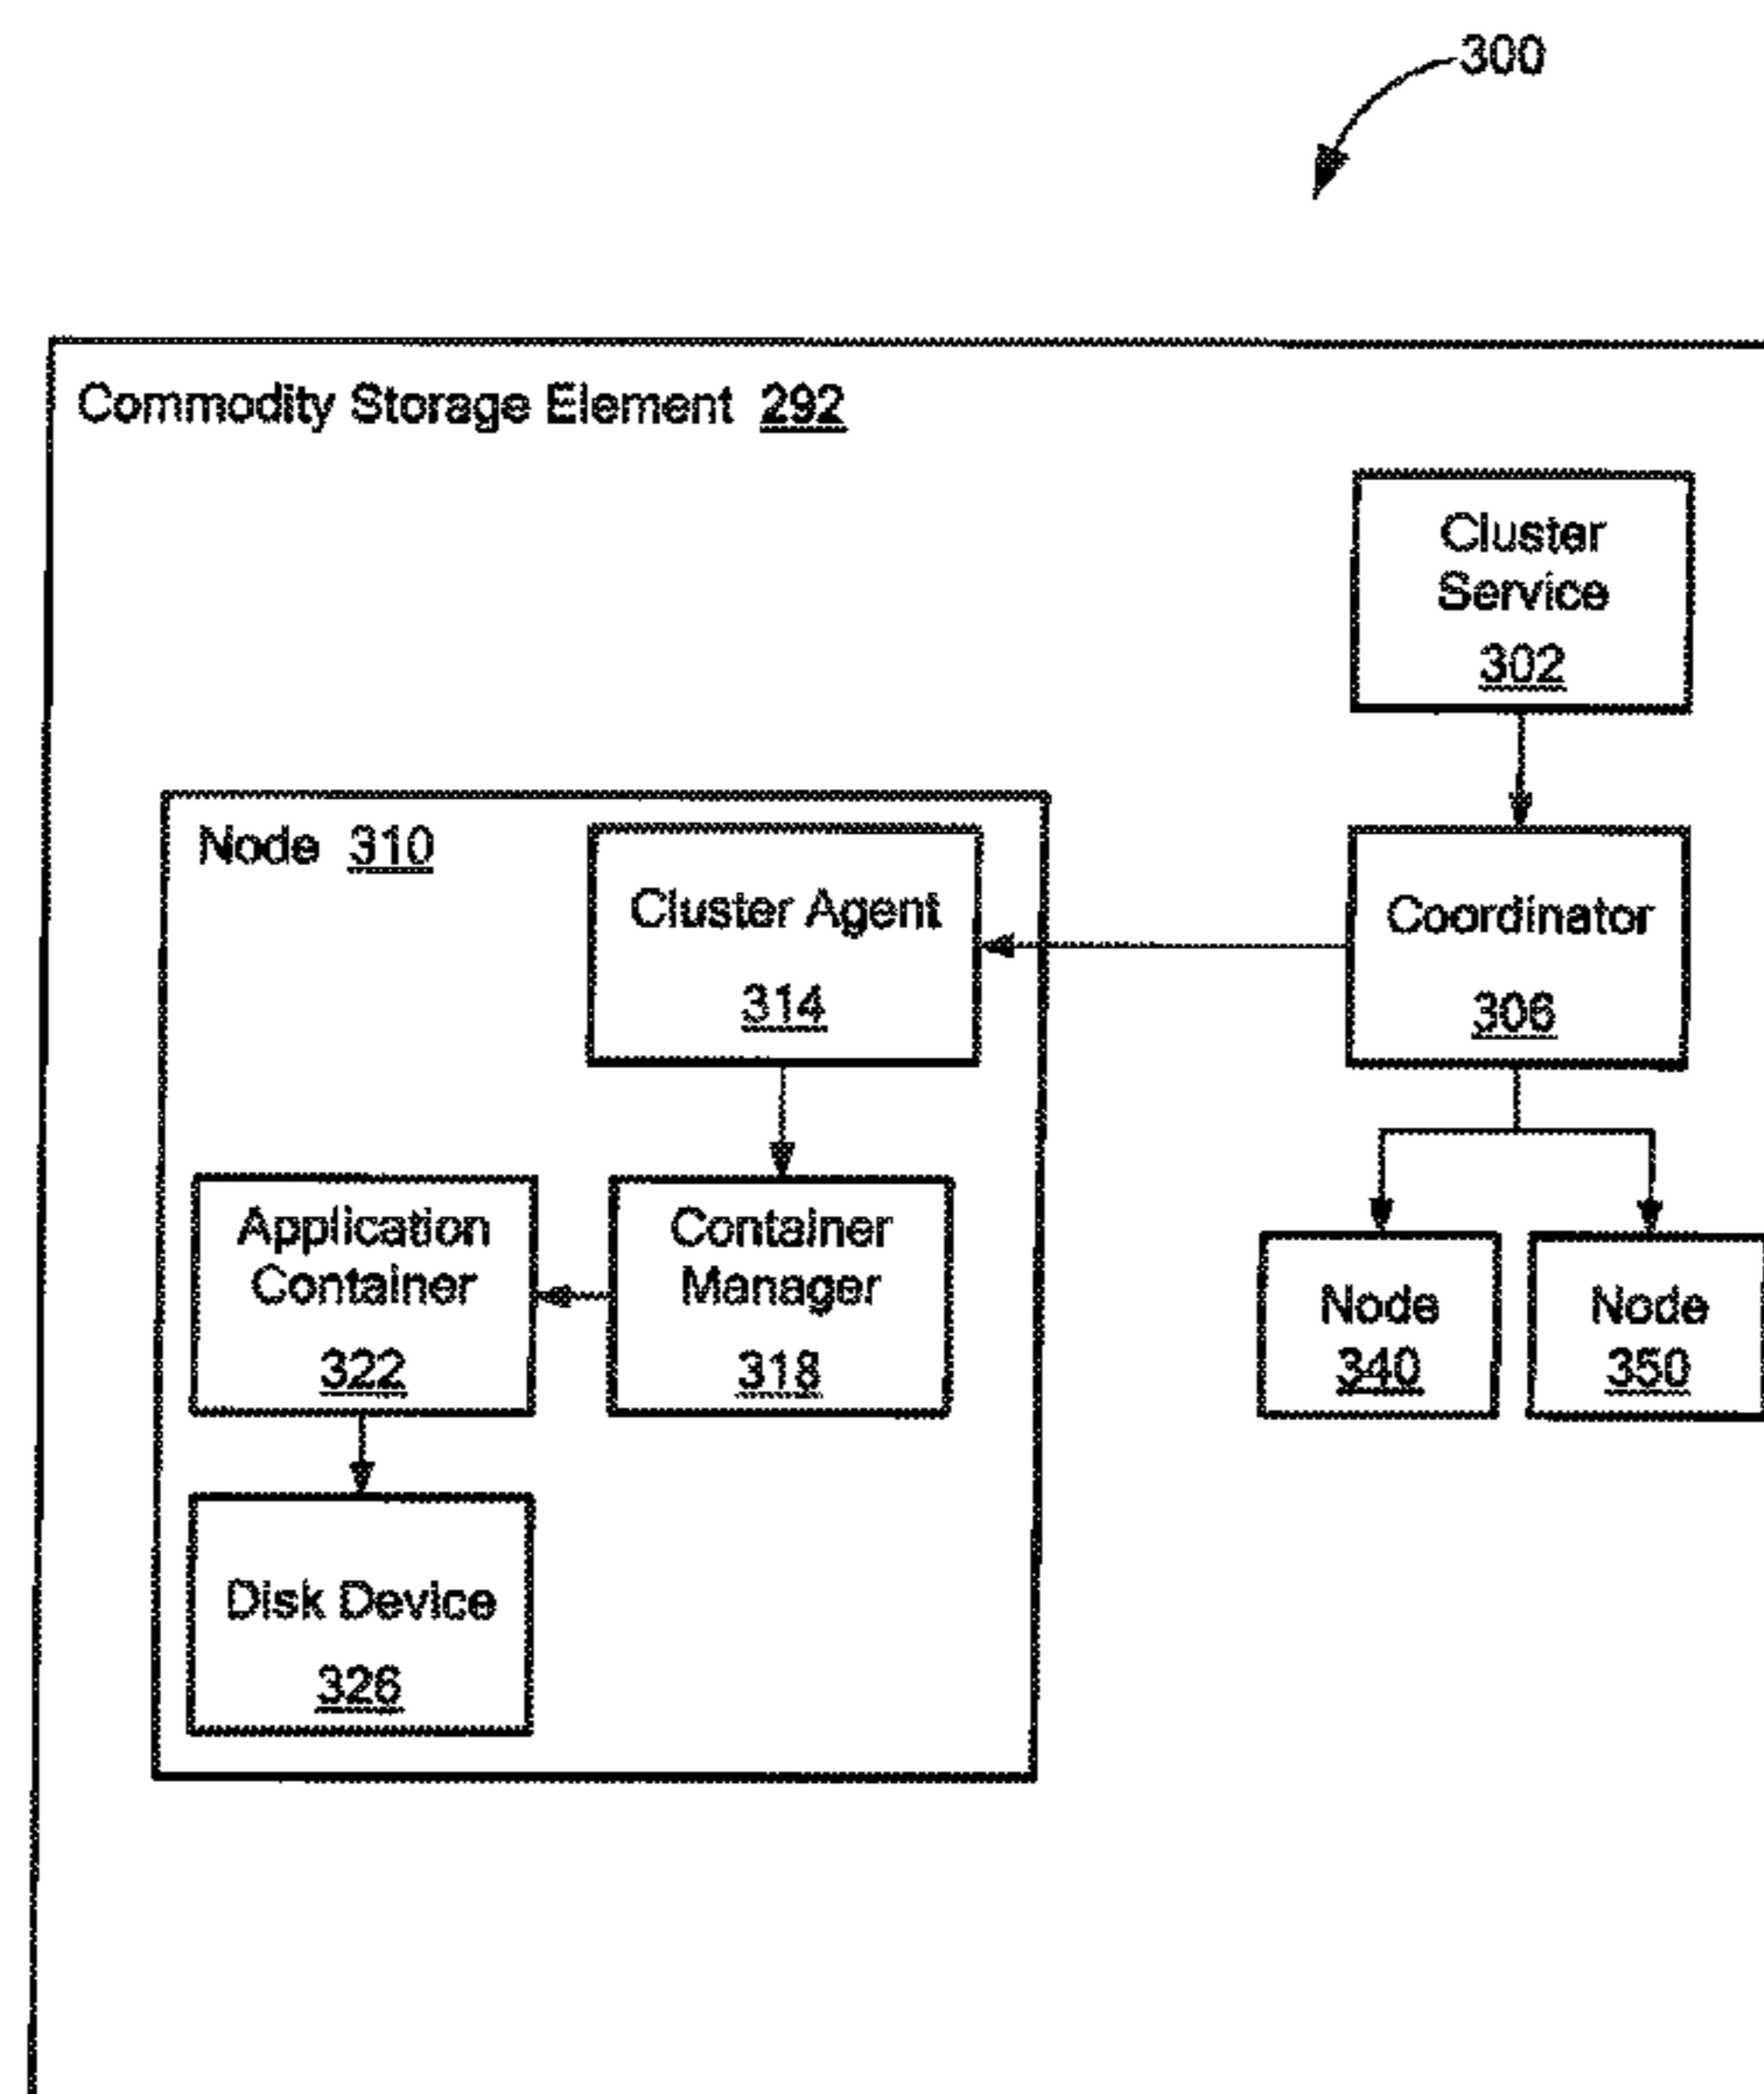 300
Commodity Storage Element 292
Cluster
Service
302
Node 310
Cluster Agent
314
Coordinator
306
Application
Container
322
Container
Manager
318
Node
340
Node
350
Disk Device
326